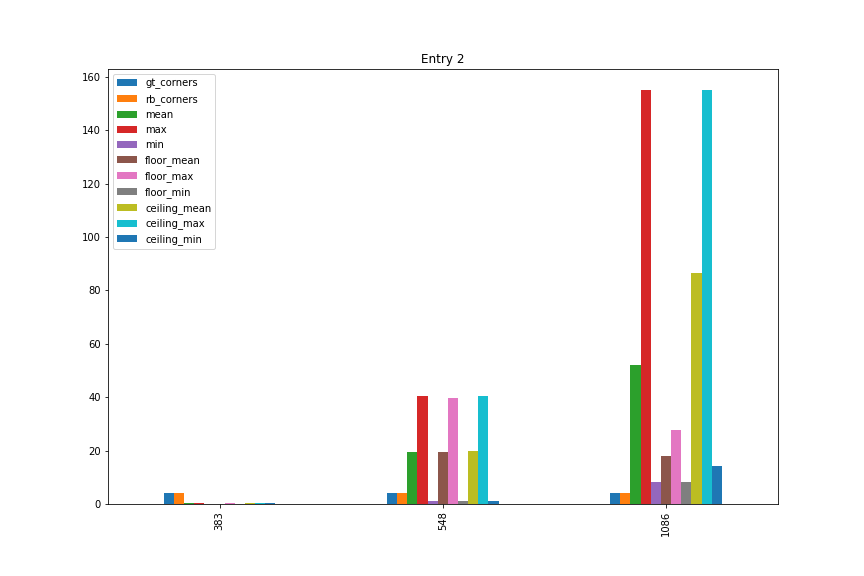 Entry 2
160
140
120
100
80
60
40
20
0
gt_corners
rb_corners
mean
max
min
floor_mean
floor_max
floor_min
ceiling_mean
ceiling_max
ceiling_min
383
548
1086